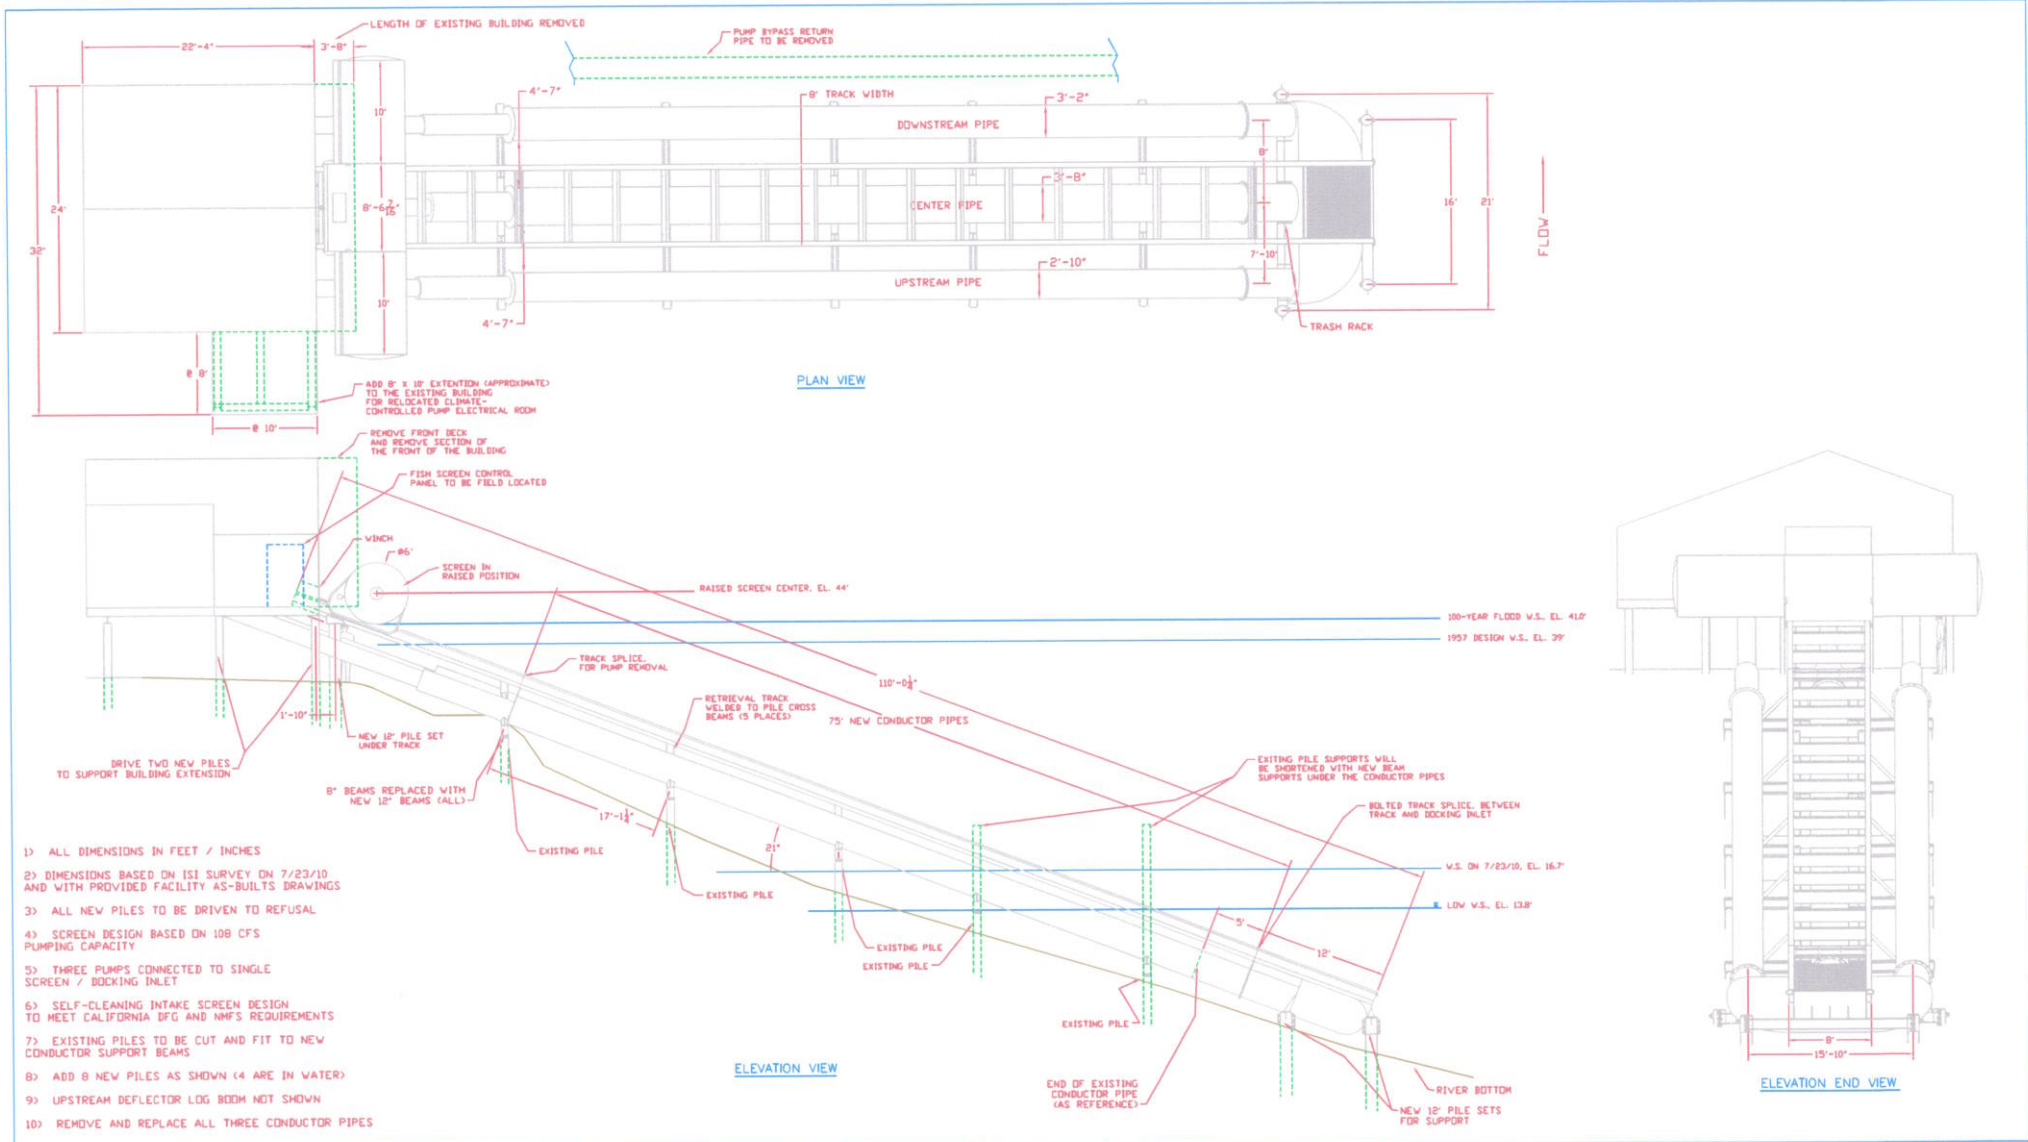 LENGTH OF EXISTING BUILDING REMOVED
22'-4"
3'-8"
PUMP BYPASS RETURN
PIPE TO BE REMOVED
4'-7"
8' TRACK WIDTH
3'-2"
10'
DOWNSTREAM PIPE
8'
3'-8"
24'
8'-6 7/16"
CENTER PIPE
16'
21'
32'
FLOW
7'-10"
2'-10"
UPSTREAM PIPE
10'
4'-7"
TRASH RACK
@ 8'
PLAN VIEW
ADD 8' X 10' EXTENTION (APPROXIMATE)
TO THE EXISTING BUILDING
FOR RELOCATED CLIMATE-
CONTROLLED PUMP ELECTRICAL ROOM
@ 10'
REMOVE FRONT DECK
AND REMOVE SECTION OF
THE FRONT OF THE BUILDING
FISH SCREEN CONTROL
PANEL TO BE FIELD LOCATED
WINCH
Ø6'
SCREEN IN
RAISED POSITION
RAISED SCREEN CENTER, EL. 44'
100-YEAR FLOOD W.S., EL. 41.0'
1957 DESIGN W.S., EL. 39'
TRACK SPLICE,
FOR PUMP REMOVAL
110'-0 1/4"
RETRIEVAL TRACK
WELDED TO PILE CROSS
BEAMS (5 PLACES)
75' NEW CONDUCTOR PIPES
1'-10"
NEW 12" PILE SET
UNDER TRACK
DRIVE TWO NEW PILES
TO SUPPORT BUILDING EXTENSION
EXITING PILE SUPPORTS WILL
BE SHORTENED WITH NEW BEAM
SUPPORTS UNDER THE CONDUCTOR PIPES
8" BEAMS REPLACED WITH
NEW 12" BEAMS (ALL)
BOLTED TRACK SPLICE, BETWEEN
TRACK AND DOCKING INLET
EXISTING PILE
21°
EXISTING PILE
W.S. ON 7/23/10, EL. 16.7'
LOW W.S., EL. 13.8'
5'
12'
EXISTING PILE
EXISTING PILE
EXISTING PILE
1) ALL DIMENSIONS IN FEET / INCHES
2) DIMENSIONS BASED ON ISI SURVEY ON 7/23/10
AND WITH PROVIDED FACILITY AS-BUILTS DRAWINGS
3) ALL NEW PILES TO BE DRIVEN TO REFUSAL
4) SCREEN DESIGN BASED ON 108 CFS
PUMPING CAPACITY
5) THREE PUMPS CONNECTED TO SINGLE
SCREEN / DOCKING INLET
6) SELF-CLEANING INTAKE SCREEN DESIGN
TO MEET CALIFORNIA DFG AND NMFS REQUIREMENTS
7) EXISTING PILES TO BE CUT AND FIT TO NEW
CONDUCTOR SUPPORT BEAMS
8) ADD 8 NEW PILES AS SHOWN (4 ARE IN WATER)
9) UPSTREAM DEFLECTOR LOG BOOM NOT SHOWN
10) REMOVE AND REPLACE ALL THREE CONDUCTOR PIPES
ELEVATION VIEW
END OF EXISTING
CONDUCTOR PIPE
(AS REFERENCE)
RIVER BOTTOM
NEW 12" PILE SETS
FOR SUPPORT
8'
15'-10"
ELEVATION END VIEW